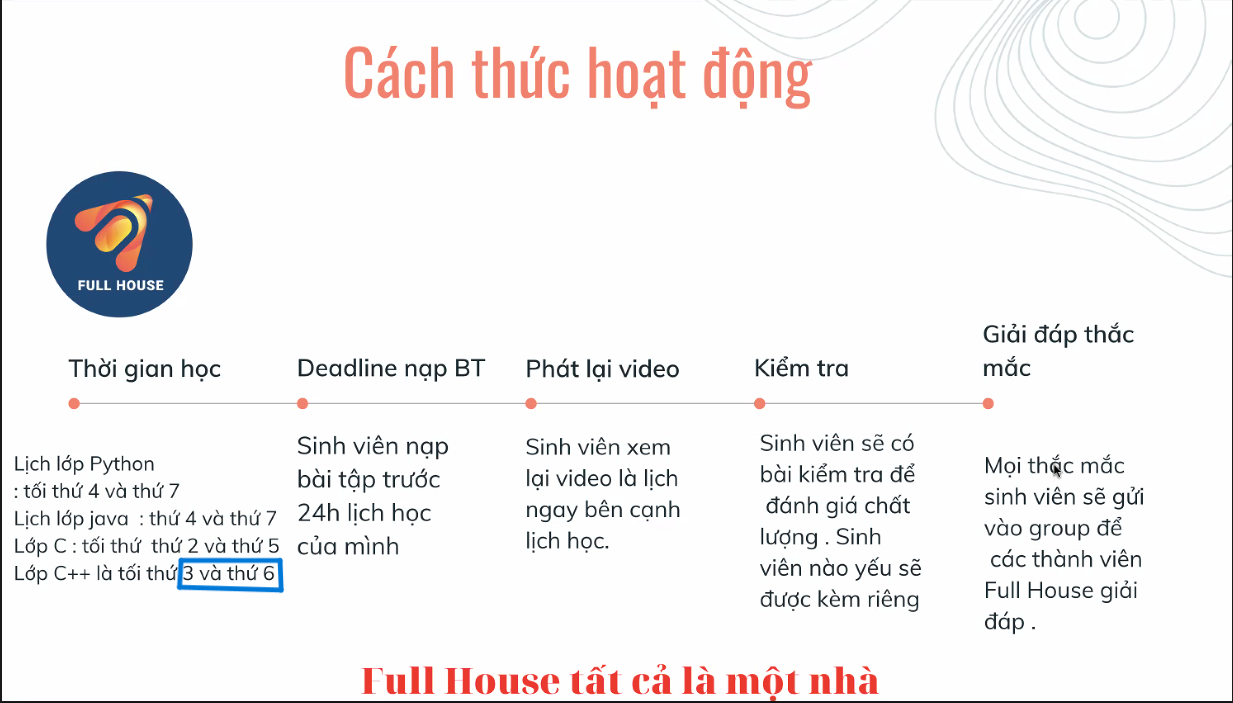 Cách thức hoạt động
FULL HOUSE
Thời gian học
Lịch lớp Python
: tối thứ 4 và thứ 7
Lịch lớp java : thứ 4 và thứ 7
Lớp C : tối thứ thứ 2 và thứ 5
Lớp C++ là tối thứ 3 và thứ 6
Deadline nạp BT
Sinh viên nạp
bài tập trước
24h lịch học
của mình
Phát lại video
Sinh viên xem
lại video là lịch
ngay bên cạnh
lịch học.
Kiểm tra
Sinh viên sẽ có
bài kiểm tra để
đánh giá chất
lượng . Sinh
viên nào yếu sẽ
được kèm riêng
Giải đáp thắc
mắc
Mọi thắc mắc
sinh viên sẽ gửi
vào group để
các thành viên
Full House giải
đáp .
Full House tất cả là một nhà